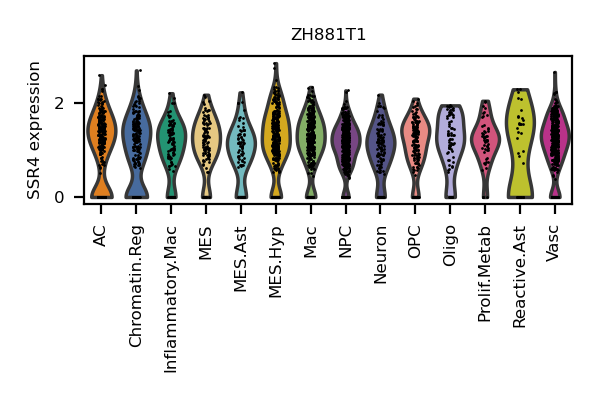 ZH881T1
SSR4 expression
2
0
AC
Chromatin.Reg
Inflammatory.Mac
MES
MES.Ast
MES.Hyp
Mac
NPC
Neuron
OPC
Oligo
Prolif.Metab
Reactive.Ast
Vasc